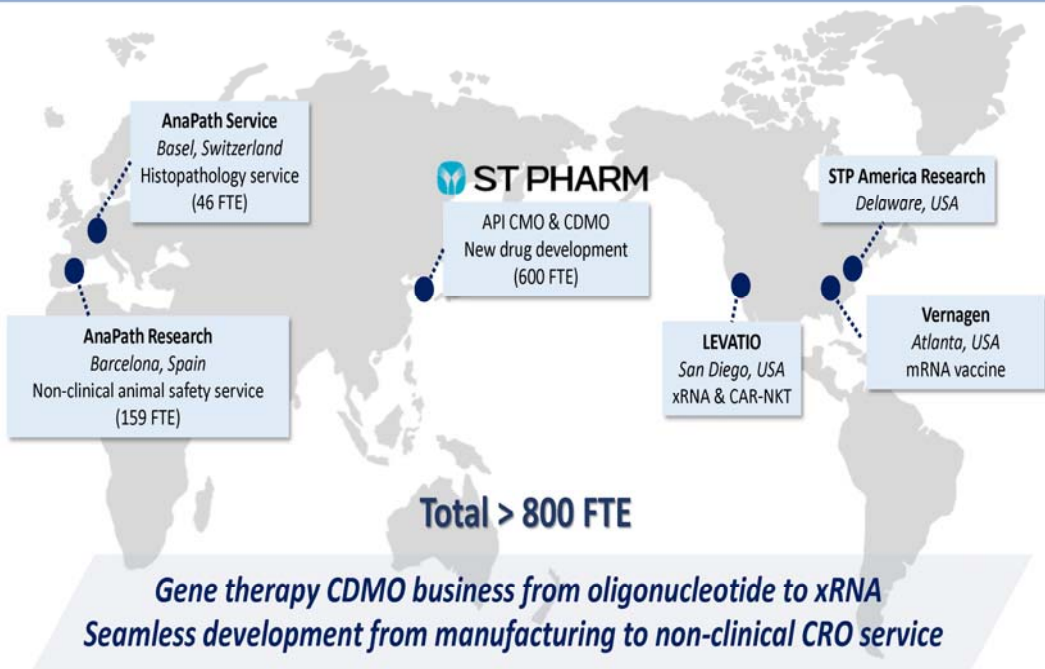 AnaPath Service
Basel, Switzerland
Histopathology service
(46 FTE)
ST PHARM
API CMO & CDMO
New drug development
(600 FTE)
STP America Research
Delaware, USA
AnaPath Research
Barcelona, Spain
Non-clinical animal safety service
(159 FTE)
LEVATIO
San Diego, USA
xRNA & CAR-NKT
Vernagen
Atlanta, USA
mRNA vaccine
Total > 800 FTE
Gene therapy CDMO business from oligonucleotide to xRNA
Seamless development from manufacturing to non-clinical CRO service